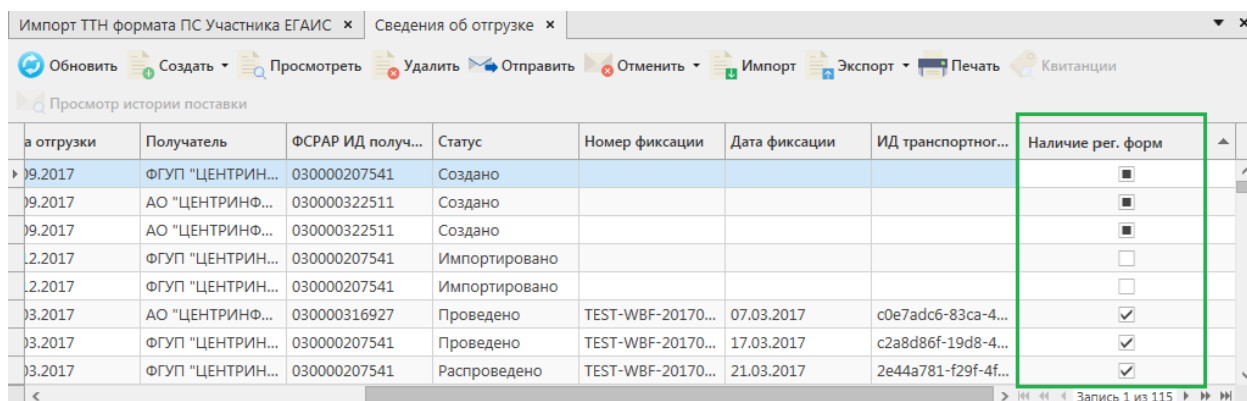 Импорт ТТН формата ПС Участника ЕГАИС × Сведения об отгрузке ×
Обновить Создать Просмотреть Удалить Отправить Отменить Импорт Экспорт Печать Квитанции
Просмотр истории поставки
а отгрузки Получатель ФСРАР ИД получ... Статус Номер фиксации Дата фиксации ИД транспортног... Наличие рег. форм
09.2017 ФГУП "ЦЕНТРИН... 030000207541 Создано
09.2017 АО "ЦЕНТРИНФ... 030000322511 Создано
09.2017 АО "ЦЕНТРИНФ... 030000322511 Создано
12.2017 ФГУП "ЦЕНТРИН... 030000207541 Импортировано
12.2017 ФГУП "ЦЕНТРИН... 030000207541 Импортировано
03.2017 АО "ЦЕНТРИНФ... 030000316927 Проведено TEST-WBF-20170... 07.03.2017 c0e7adc6-83ca-4...
03.2017 ФГУП "ЦЕНТРИН... 030000207541 Проведено TEST-WBF-20170... 17.03.2017 c2a8d86f-19d8-4...
03.2017 ФГУП "ЦЕНТРИН... 030000207541 Распроведено TEST-WBF-20170... 21.03.2017 2e44a781-f29f-4f...
Запись 1 из 115